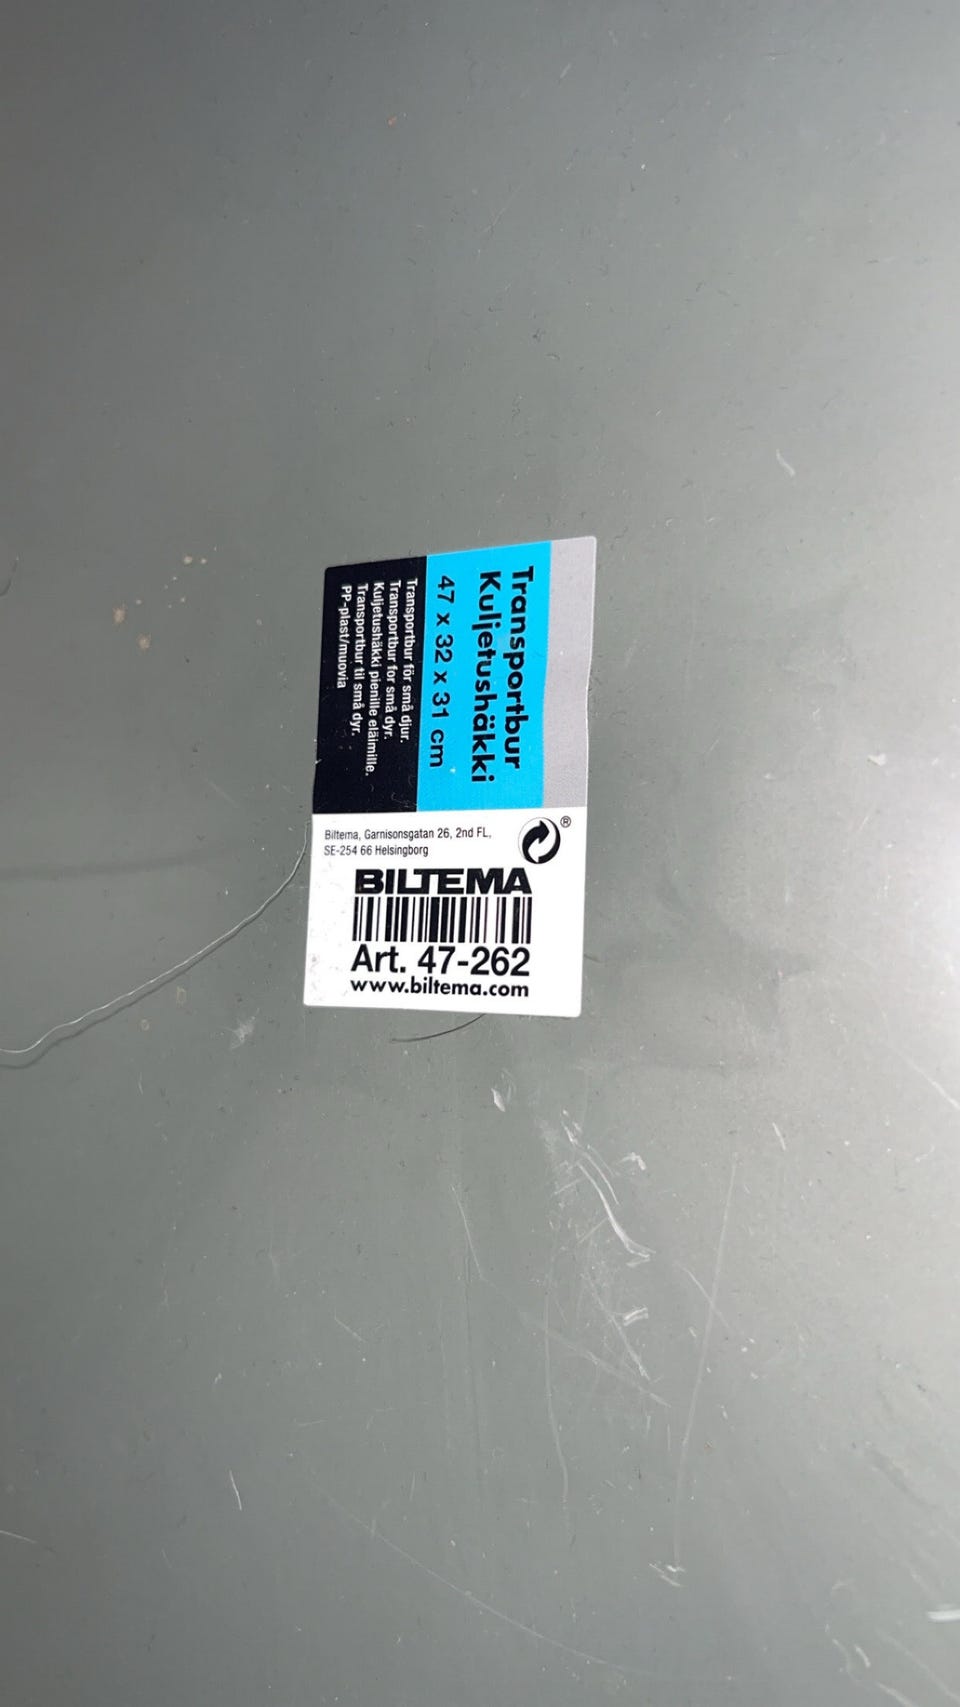 Transportbur
Kuljetushäkki
47 x 32 x 31 cm
Transportbur för små djur.
Transportbur for små dyr.
Kuljetushäkki pienille eläimille.
Transportbur til små dyr.
PP-plast/muovia
Biltema, Garnisonsgatan 26, 2nd FL,
SE-254 66 Helsingborg
®
BILTEMA
Art. 47-262
www.biltema.com